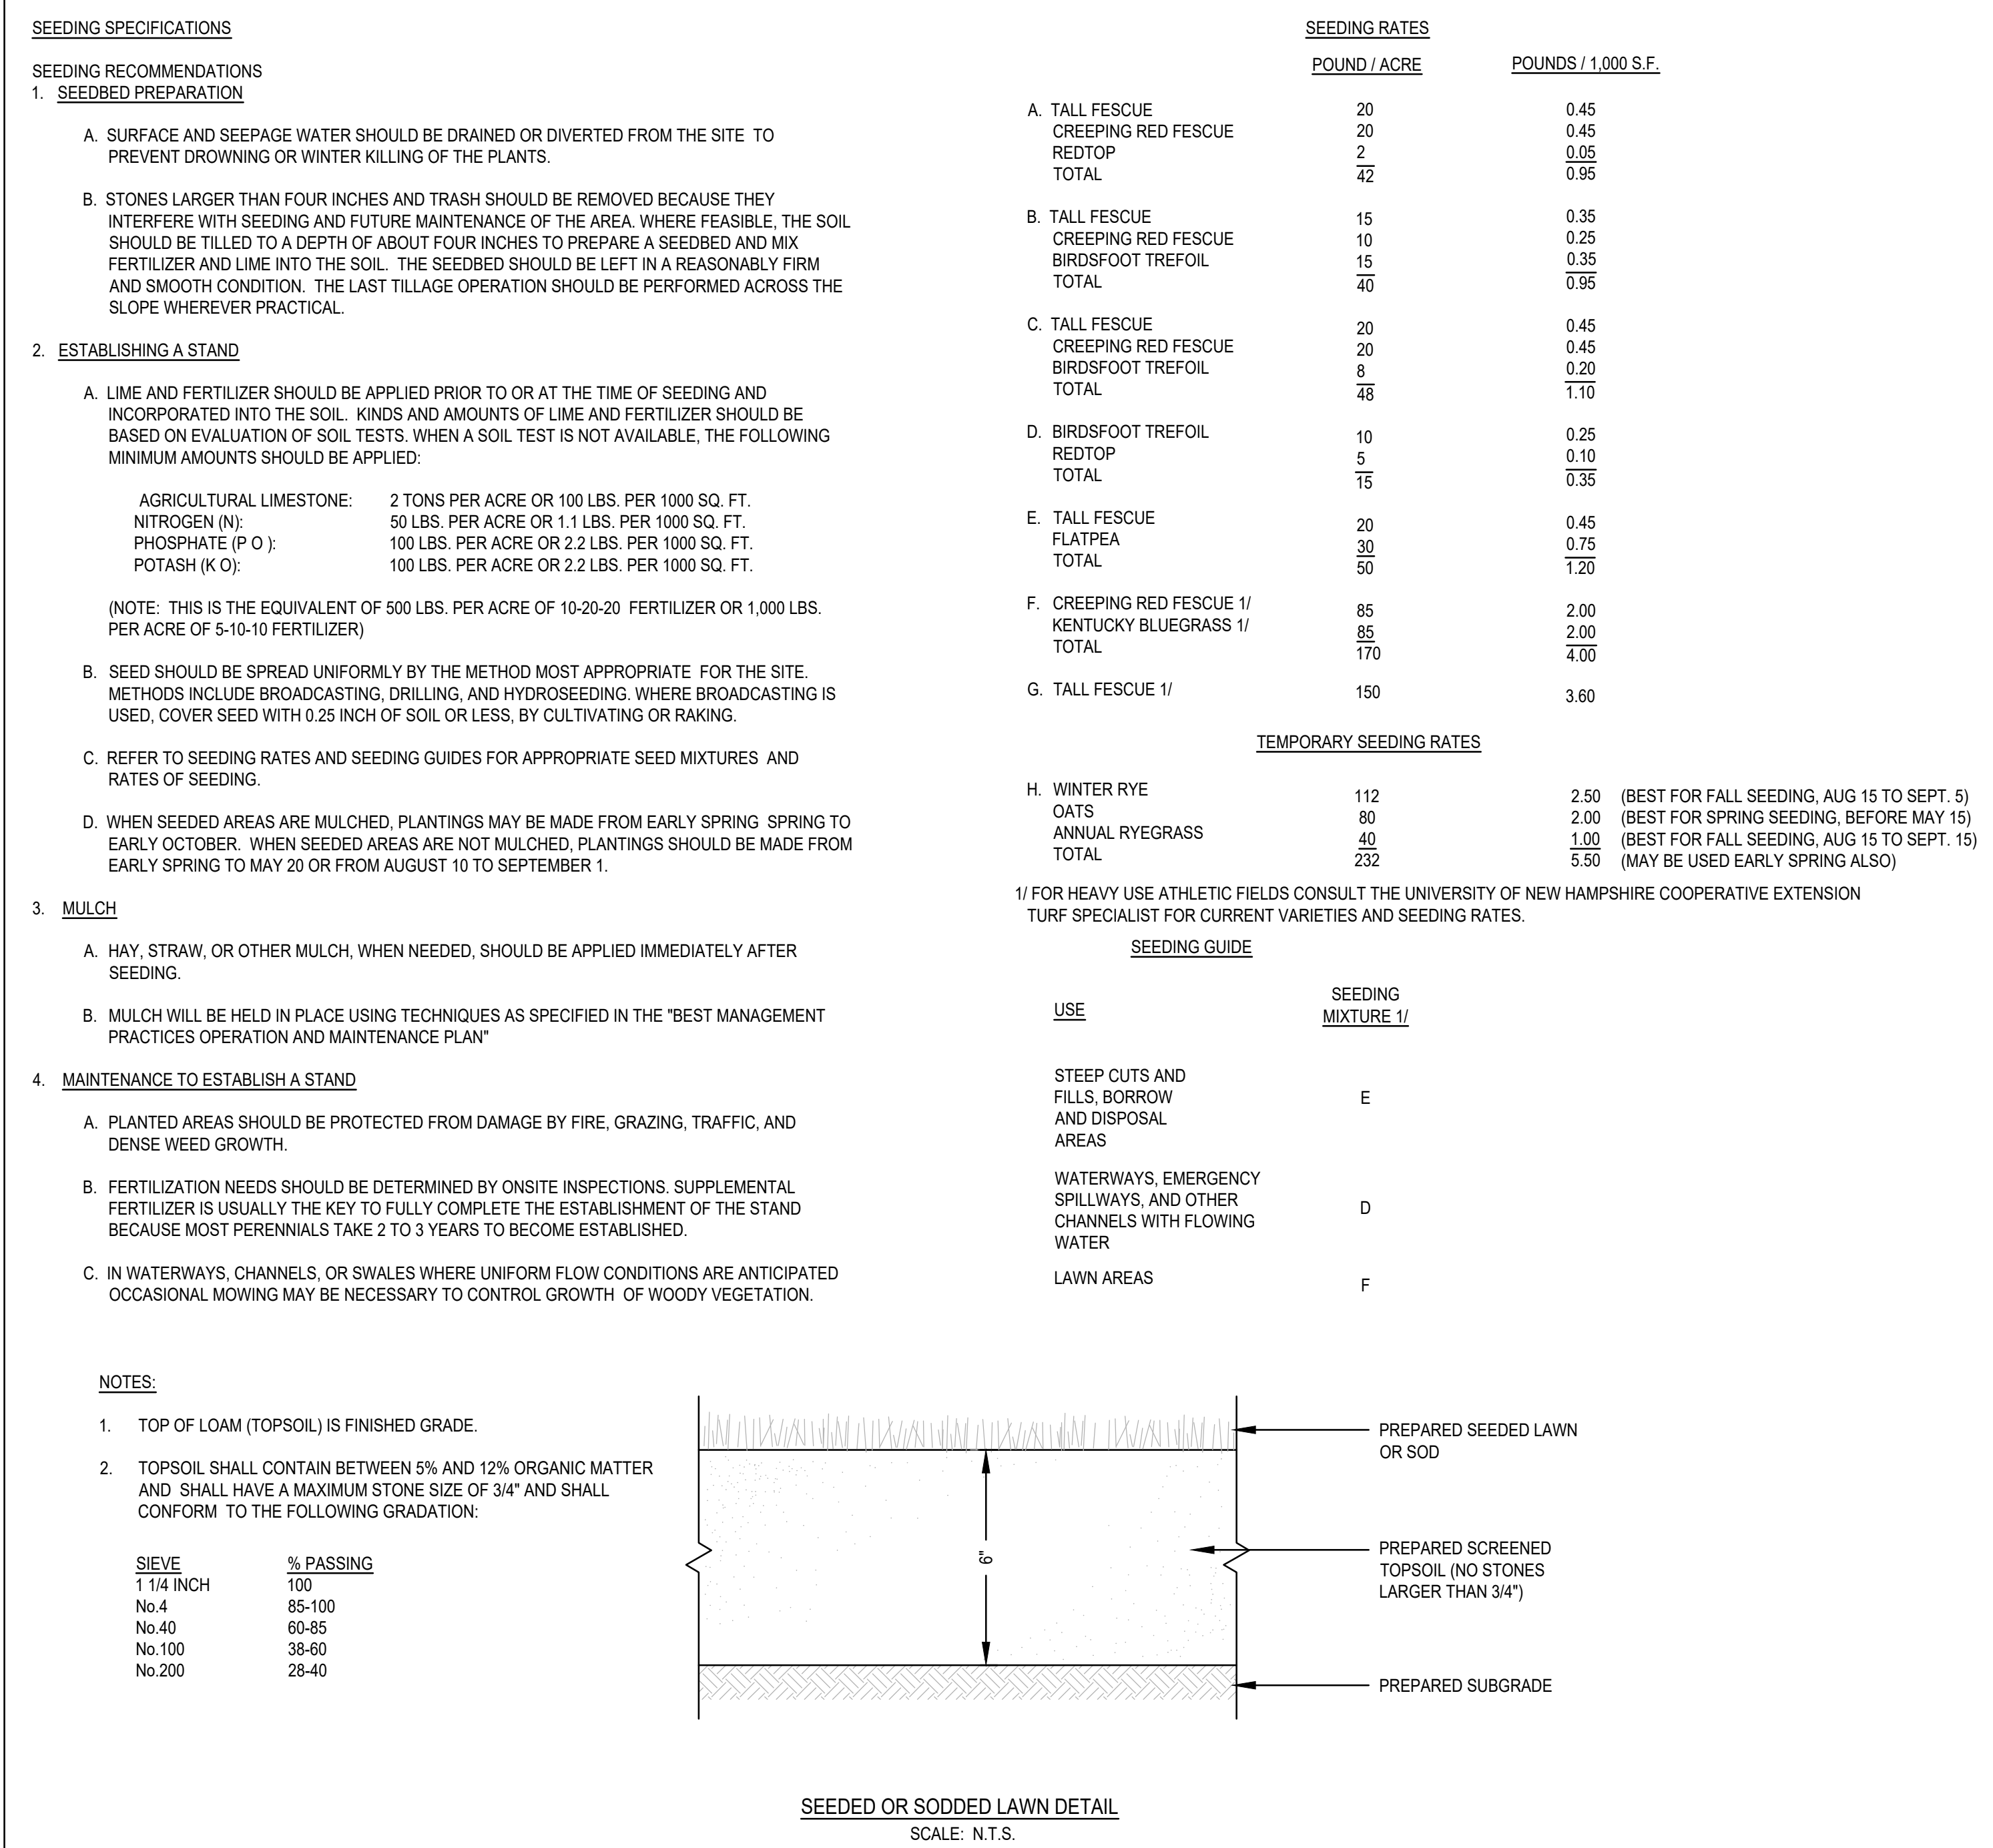 SEEDING SPECIFICATIONS
SEEDING RECOMMENDATIONS
1. SEEDBED PREPARATION
A. SURFACE AND SEEPAGE WATER SHOULD BE DRAINED OR DIVERTED FROM THE SITE TO
PREVENT DROWNING OR WINTER KILLING OF THE PLANTS.
B. STONES LARGER THAN FOUR INCHES AND TRASH SHOULD BE REMOVED BECAUSE THEY
INTERFERE WITH SEEDING AND FUTURE MAINTENANCE OF THE AREA. WHERE FEASIBLE, THE SOIL
SHOULD BE TILLED TO A DEPTH OF ABOUT FOUR INCHES TO PREPARE A SEEDBED AND MIX
FERTILIZER AND LIME INTO THE SOIL. THE SEEDBED SHOULD BE LEFT IN A REASONABLY FIRM
AND SMOOTH CONDITION. THE LAST TILLAGE OPERATION SHOULD BE PERFORMED ACROSS THE
SLOPE WHEREVER PRACTICAL.
2. ESTABLISHING A STAND
A. LIME AND FERTILIZER SHOULD BE APPLIED PRIOR TO OR AT THE TIME OF SEEDING AND
INCORPORATED INTO THE SOIL. KINDS AND AMOUNTS OF LIME AND FERTILIZER SHOULD BE
BASED ON EVALUATION OF SOIL TESTS. WHEN A SOIL TEST IS NOT AVAILABLE, THE FOLLOWING
MINIMUM AMOUNTS SHOULD BE APPLIED:
AGRICULTURAL LIMESTONE: 2 TONS PER ACRE OR 100 LBS. PER 1000 SQ. FT.
NITROGEN (N): 50 LBS. PER ACRE OR 1.1 LBS. PER 1000 SQ. FT.
PHOSPHATE (P O ): 100 LBS. PER ACRE OR 2.2 LBS. PER 1000 SQ. FT.
POTASH (K O): 100 LBS. PER ACRE OR 2.2 LBS. PER 1000 SQ. FT.
(NOTE: THIS IS THE EQUIVALENT OF 500 LBS. PER ACRE OF 10-20-20 FERTILIZER OR 1,000 LBS.
PER ACRE OF 5-10-10 FERTILIZER)
B. SEED SHOULD BE SPREAD UNIFORMLY BY THE METHOD MOST APPROPRIATE FOR THE SITE.
METHODS INCLUDE BROADCASTING, DRILLING, AND HYDROSEEDING. WHERE BROADCASTING IS
USED, COVER SEED WITH 0.25 INCH OF SOIL OR LESS, BY CULTIVATING OR RAKING.
C. REFER TO SEEDING RATES AND SEEDING GUIDES FOR APPROPRIATE SEED MIXTURES AND
RATES OF SEEDING.
D. WHEN SEEDED AREAS ARE MULCHED, PLANTINGS MAY BE MADE FROM EARLY SPRING SPRING TO
EARLY OCTOBER. WHEN SEEDED AREAS ARE NOT MULCHED, PLANTINGS SHOULD BE MADE FROM
EARLY SPRING TO MAY 20 OR FROM AUGUST 10 TO SEPTEMBER 1.
3. MULCH
A. HAY, STRAW, OR OTHER MULCH, WHEN NEEDED, SHOULD BE APPLIED IMMEDIATELY AFTER
SEEDING.
B. MULCH WILL BE HELD IN PLACE USING TECHNIQUES AS SPECIFIED IN THE "BEST MANAGEMENT
PRACTICES OPERATION AND MAINTENANCE PLAN"
4. MAINTENANCE TO ESTABLISH A STAND
A. PLANTED AREAS SHOULD BE PROTECTED FROM DAMAGE BY FIRE, GRAZING, TRAFFIC, AND
DENSE WEED GROWTH.
B. FERTILIZATION NEEDS SHOULD BE DETERMINED BY ONSITE INSPECTIONS. SUPPLEMENTAL
FERTILIZER IS USUALLY THE KEY TO FULLY COMPLETE THE ESTABLISHMENT OF THE STAND
BECAUSE MOST PERENNIALS TAKE 2 TO 3 YEARS TO BECOME ESTABLISHED.
C. IN WATERWAYS, CHANNELS, OR SWALES WHERE UNIFORM FLOW CONDITIONS ARE ANTICIPATED
OCCASIONAL MOWING MAY BE NECESSARY TO CONTROL GROWTH OF WOODY VEGETATION.
SEEDING RATES
POUND / ACRE POUNDS / 1,000 S.F.
A. TALL FESCUE 20 0.45
CREEPING RED FESCUE 20 0.45
REDTOP 2 0.05
TOTAL 42 0.95
B. TALL FESCUE 15 0.35
CREEPING RED FESCUE 10 0.25
BIRDSFOOT TREFOIL 15 0.35
TOTAL 40 0.95
C. TALL FESCUE 20 0.45
CREEPING RED FESCUE 20 0.45
BIRDSFOOT TREFOIL 8 0.20
TOTAL 48 1.10
D. BIRDSFOOT TREFOIL 10 0.25
REDTOP 5 0.10
TOTAL 15 0.35
E. TALL FESCUE 20 0.45
FLATPEA 30 0.75
TOTAL 50 1.20
F. CREEPING RED FESCUE 1/ 85 2.00
KENTUCKY BLUEGRASS 1/ 85 2.00
TOTAL 170 4.00
G. TALL FESCUE 1/ 150 3.60
TEMPORARY SEEDING RATES
H. WINTER RYE 112 2.50 (BEST FOR FALL SEEDING, AUG 15 TO SEPT. 5)
OATS 80 2.00 (BEST FOR SPRING SEEDING, BEFORE MAY 15)
ANNUAL RYEGRASS 40 1.00 (BEST FOR FALL SEEDING, AUG 15 TO SEPT. 15)
TOTAL 232 5.50 (MAY BE USED EARLY SPRING ALSO)
1/ FOR HEAVY USE ATHLETIC FIELDS CONSULT THE UNIVERSITY OF NEW HAMPSHIRE COOPERATIVE EXTENSION
TURF SPECIALIST FOR CURRENT VARIETIES AND SEEDING RATES.
SEEDING GUIDE
USE
SEEDING
MIXTURE 1/
STEEP CUTS AND
FILLS, BORROW
AND DISPOSAL
AREAS
E
WATERWAYS, EMERGENCY
SPILLWAYS, AND OTHER
CHANNELS WITH FLOWING
WATER
D
LAWN AREAS F
NOTES:
1. TOP OF LOAM (TOPSOIL) IS FINISHED GRADE.
2. TOPSOIL SHALL CONTAIN BETWEEN 5% AND 12% ORGANIC MATTER
AND SHALL HAVE A MAXIMUM STONE SIZE OF 3/4" AND SHALL
CONFORM TO THE FOLLOWING GRADATION:
SIEVE % PASSING
1 1/4 INCH 100
No.4 85-100
No.40 60-85
No.100 38-60
No.200 28-40
6"
PREPARED SEEDED LAWN
OR SOD
PREPARED SCREENED
TOPSOIL (NO STONES
LARGER THAN 3/4")
PREPARED SUBGRADE
SEEDED OR SODDED LAWN DETAIL
SCALE: N.T.S.